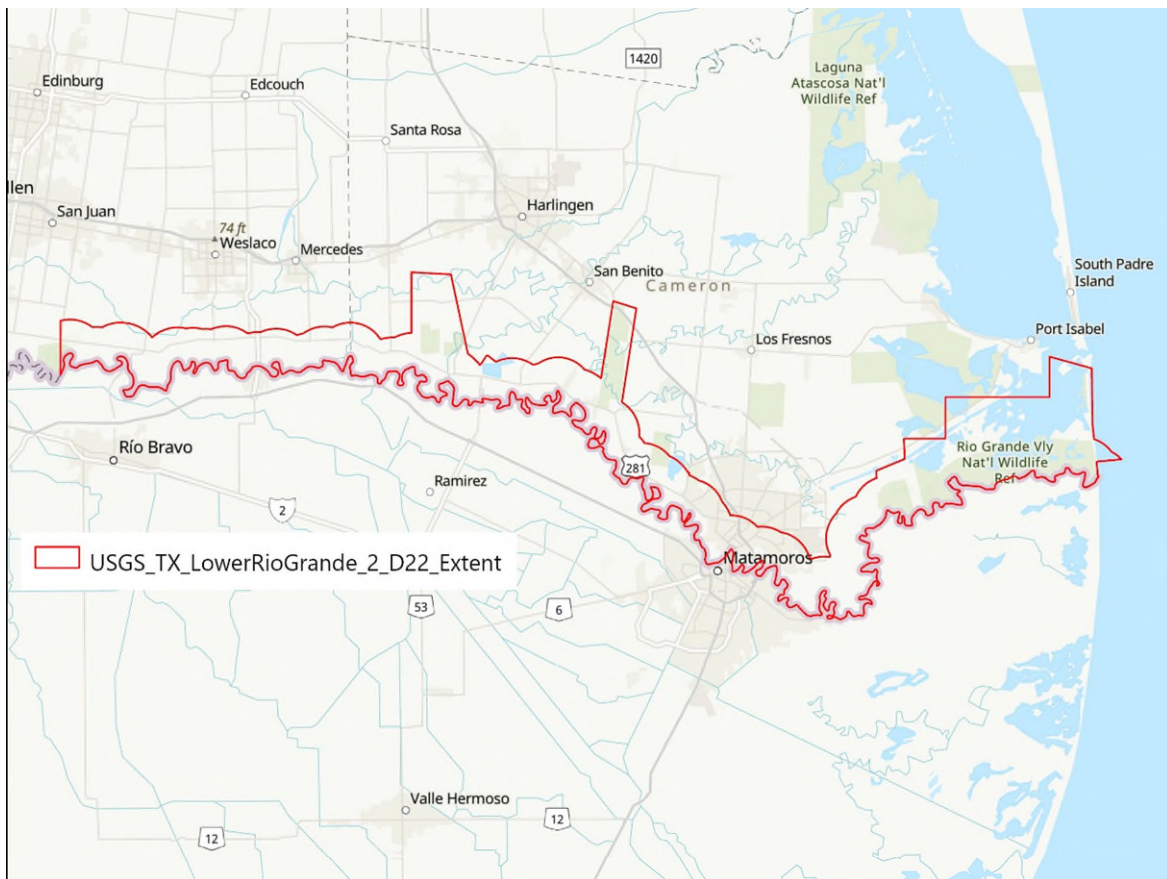 1420
Laguna
Atascosa Nat'l
Wildlife Ref
Edinburg
Edcouch
Santa Rosa
llen
San Juan
Harlingen
74 ft
Weslaco
Mercedes
San Benito
Cameron
South Padre
Island
Port Isabel
Los Fresnos
Río Bravo
281
Rio Grande Vly
Nat'l Wildlife
Ref
Ramirez
2
USGS_TX_LowerRioGrande_2_D22_Extent
Matamoros
53
6
Valle Hermoso
12
12